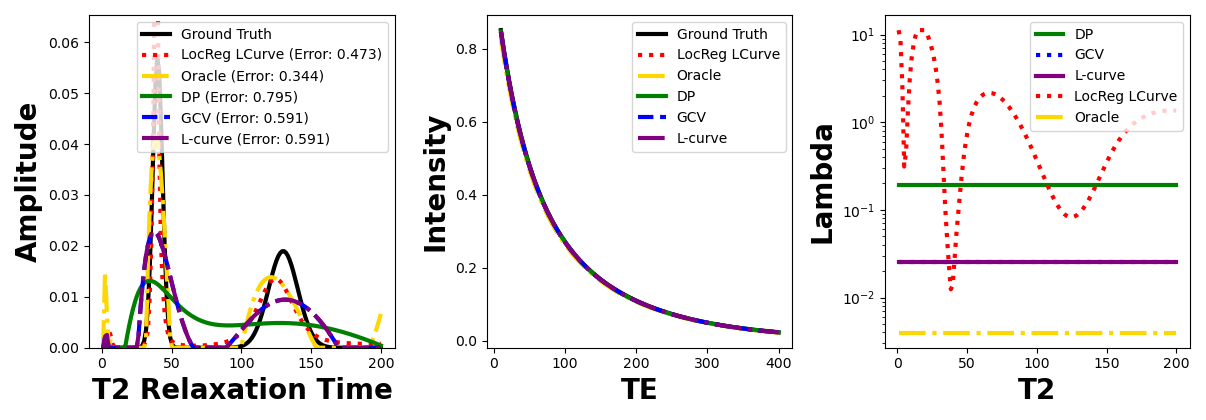 Amplitude
0.06
0.05
0.04
0.03
0.02
0.01
0.00
Ground Truth
LocReg LCurve (Error: 0.473)
Oracle (Error: 0.344)
DP (Error: 0.795)
GCV (Error: 0.591)
L-curve (Error: 0.591)
0 50 100 150 200
T2 Relaxation Time
Intensity
0.8
0.6
0.4
0.2
0.0
Ground Truth
LocReg LCurve
Oracle
DP
GCV
L-curve
0 100 200 300 400
TE
Lambda
10¹
10⁰
10⁻¹
10⁻²
DP
GCV
L-curve
LocReg LCurve
Oracle
0 50 100 150 200
T2